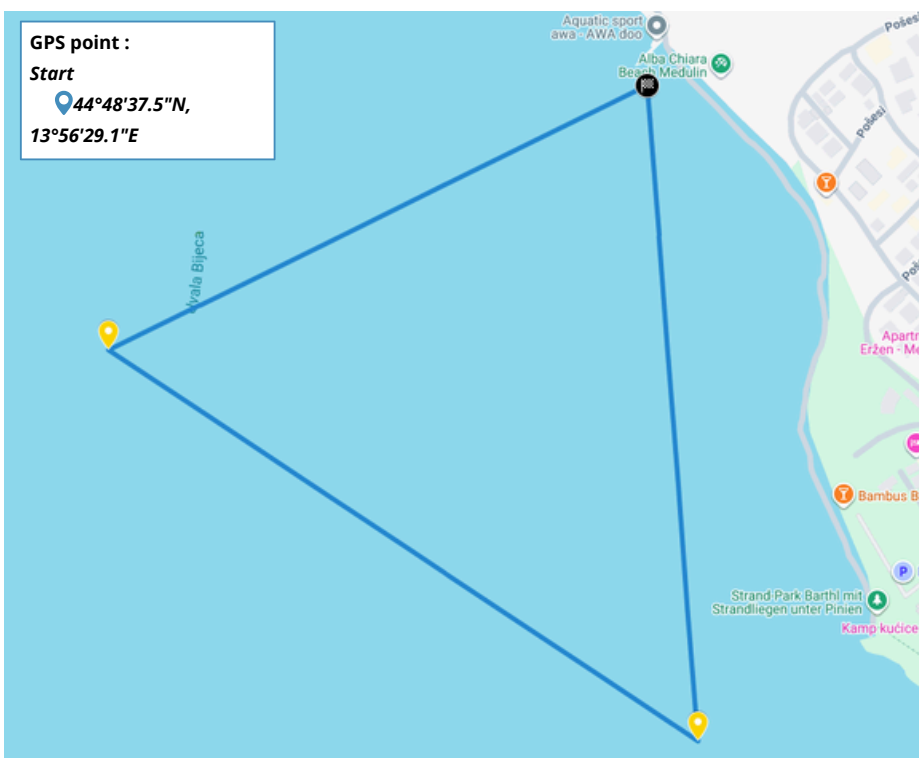 GPS point :
Start
44°48'37.5"N,
13°56'29.1"E
Aquatic sport
awa - AWA doo
Alba Chiara
Beach Medulin
Pošesi
Pošesi
Uvala Bijeca
Apartr
Eržen - Me
Bambus B
P
Strand Park Barthl mit
Strandliegen unter Pinien
Kamp kućice